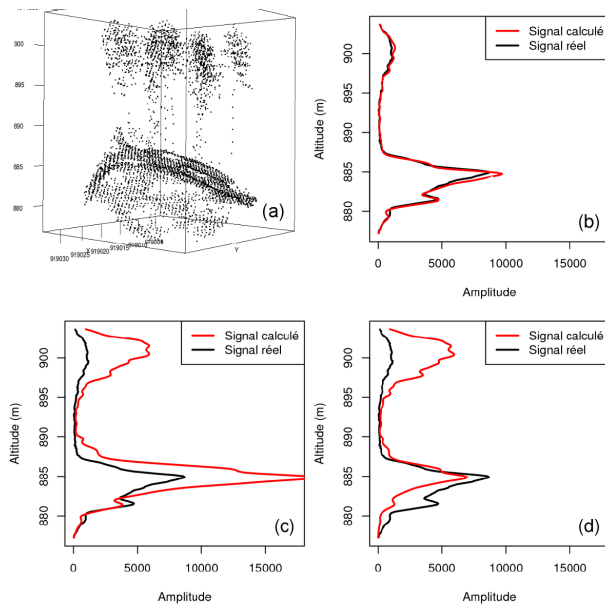 900
895
890
885
880
919030
919025
X
919020
919015
919010
Y
(a)
Signal calculé
Signal réel
Altitude (m)
900
895
890
885
880
(b)
0
5000
10000
15000
Amplitude
Signal calculé
Signal réel
Altitude (m)
900
895
890
885
880
(c)
0
5000
10000
15000
Amplitude
Signal calculé
Signal réel
Altitude (m)
900
895
890
885
880
(d)
0
5000
10000
15000
Amplitude